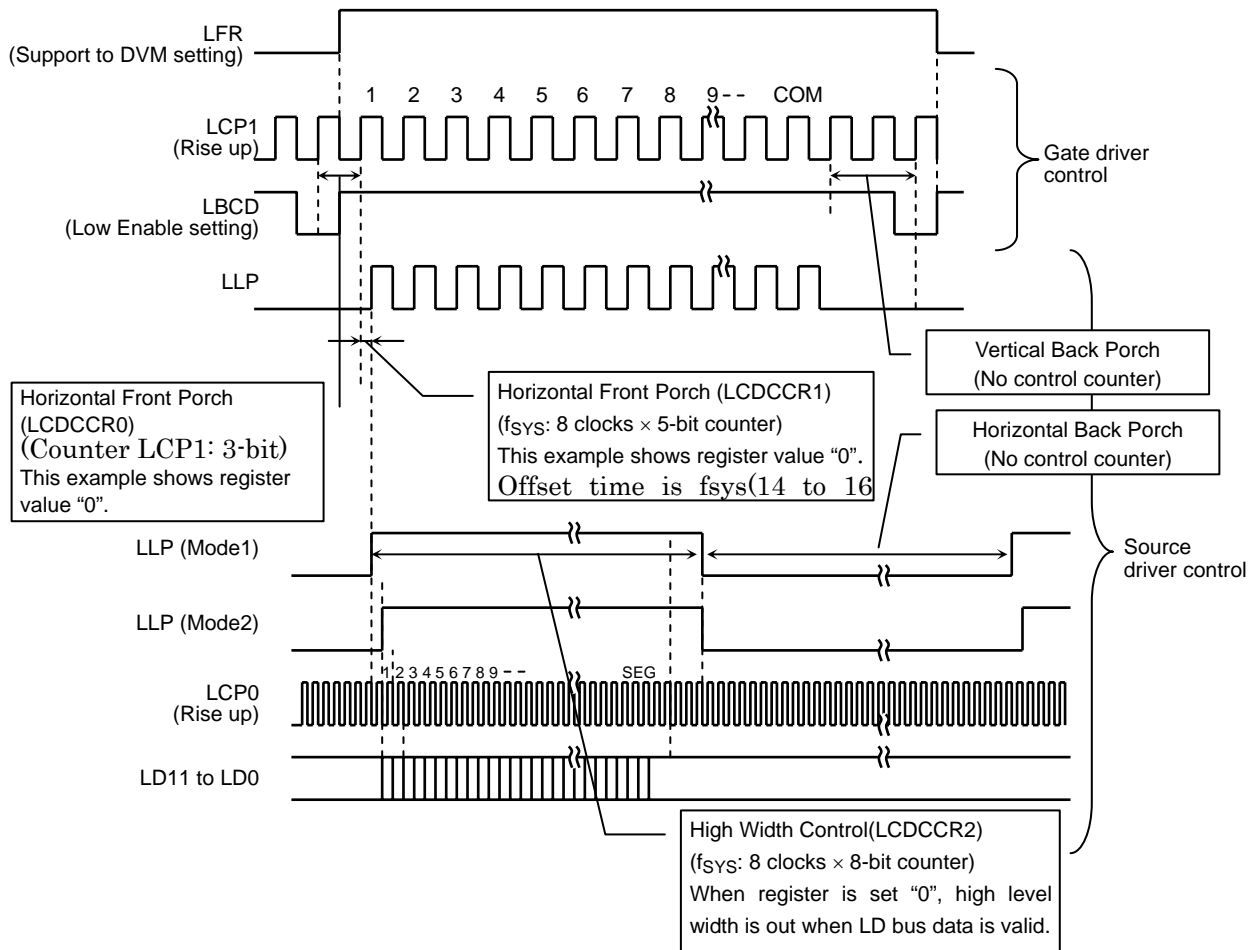 LFR
(Support to DVM setting)
1 2 3 4 5 6 7 8 9 - - COM
LCP1
(Rise up)
Gate driver
control
LBCD
(Low Enable setting)
LLP
Vertical Back Porch
(No control counter)
Horizontal Front Porch
(LCDCCR0)
(Counter LCP1: 3-bit)
This example shows register
value “0”.
Horizontal Front Porch (LCDCCR1)
(fSYS: 8 clocks × 5-bit counter)
This example shows register value “0”.
Offset time is fsys(14 to 16
Horizontal Back Porch
(No control counter)
LLP (Mode1)
Source
driver control
LLP (Mode2)
1 2 3 4 5 6 7 8 9 - - SEG
LCP0
(Rise up)
LD11 to LD0
High Width Control(LCDCCR2)
(fSYS: 8 clocks × 8-bit counter)
When register is set “0”, high level
width is out when LD bus data is valid.